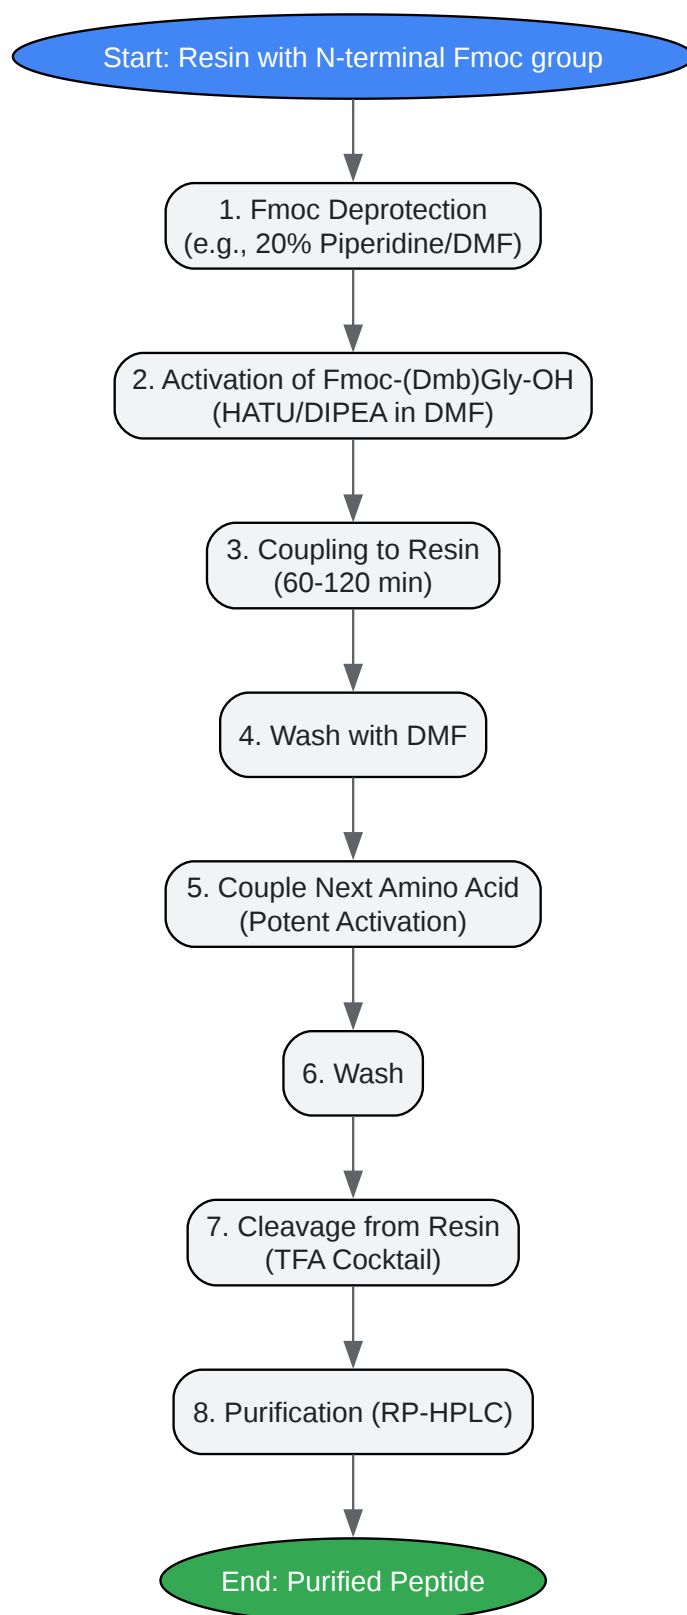 Start: Resin with N-terminal Fmoc group
1. Fmoc Deprotection
(e.g., 20% Piperidine/DMF)
2. Activation of Fmoc-(Dmb)Gly-OH
(HATU/DIPEA in DMF)
3. Coupling to Resin
(60-120 min)
4. Wash with DMF
5. Couple Next Amino Acid
(Potent Activation)
6. Wash
7. Cleavage from Resin
(TFA Cocktail)
8. Purification (RP-HPLC)
End: Purified Peptide